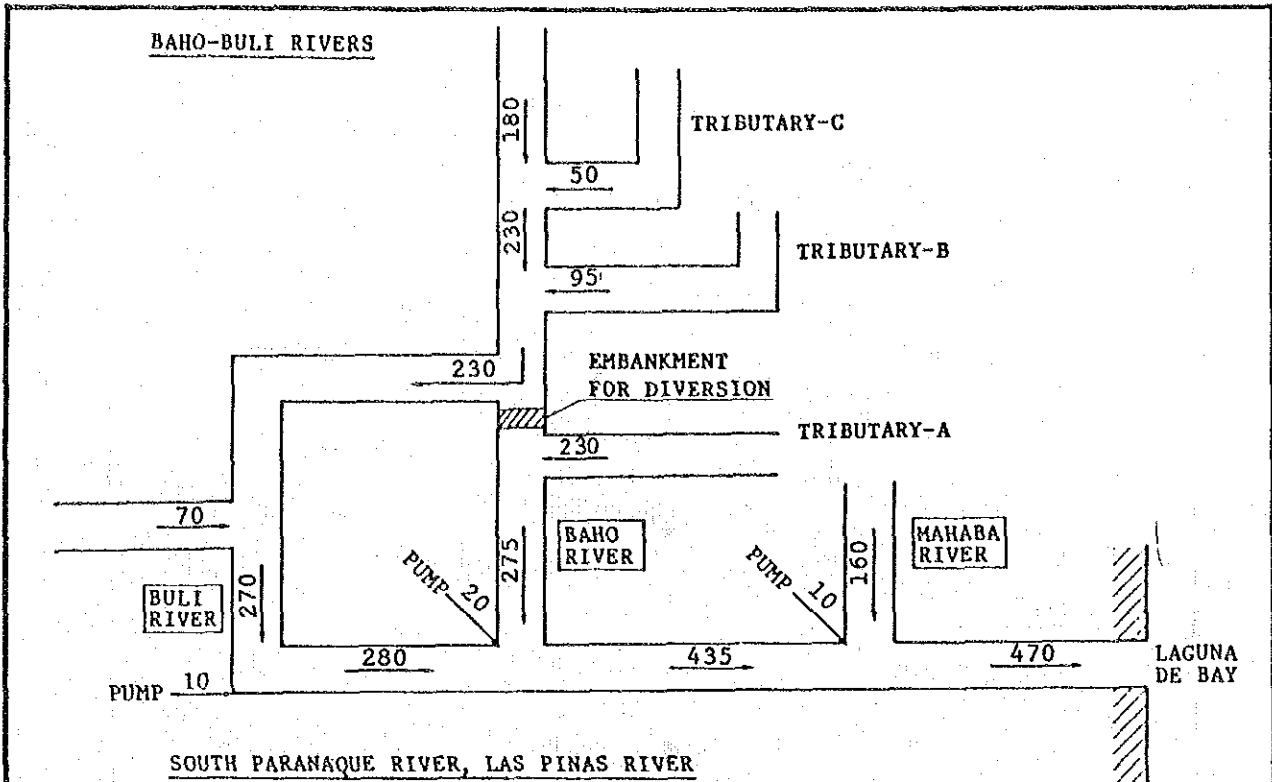 BAHO-BULI RIVERS
180
TRIBUTARY-C
50
230
TRIBUTARY-B
95
230
EMBANKMENT
FOR DIVERSION
TRIBUTARY-A
230
70
BULI
RIVER
270
PUMP 20
275
BAHO
RIVER
PUMP 10
160
MAHABA
RIVER
280
435
470
LAGUNA
DE BAY
PUMP 10
SOUTH PARANAQUE RIVER, LAS PINAS RIVER